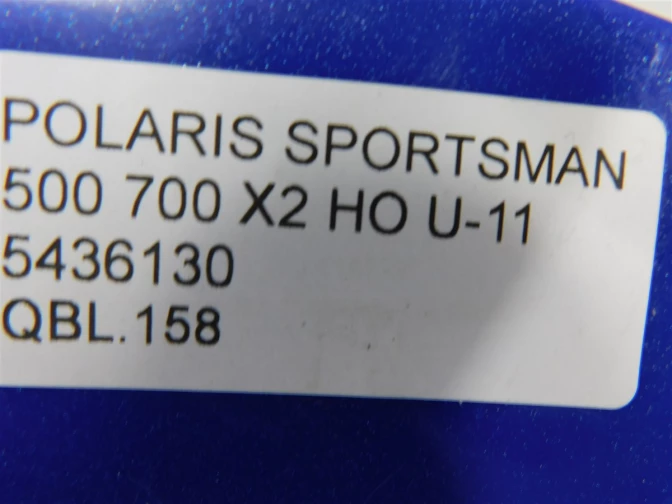 POLARIS SPORTSMAN
500 700 X2 HO U-11
5436130
QBL.158